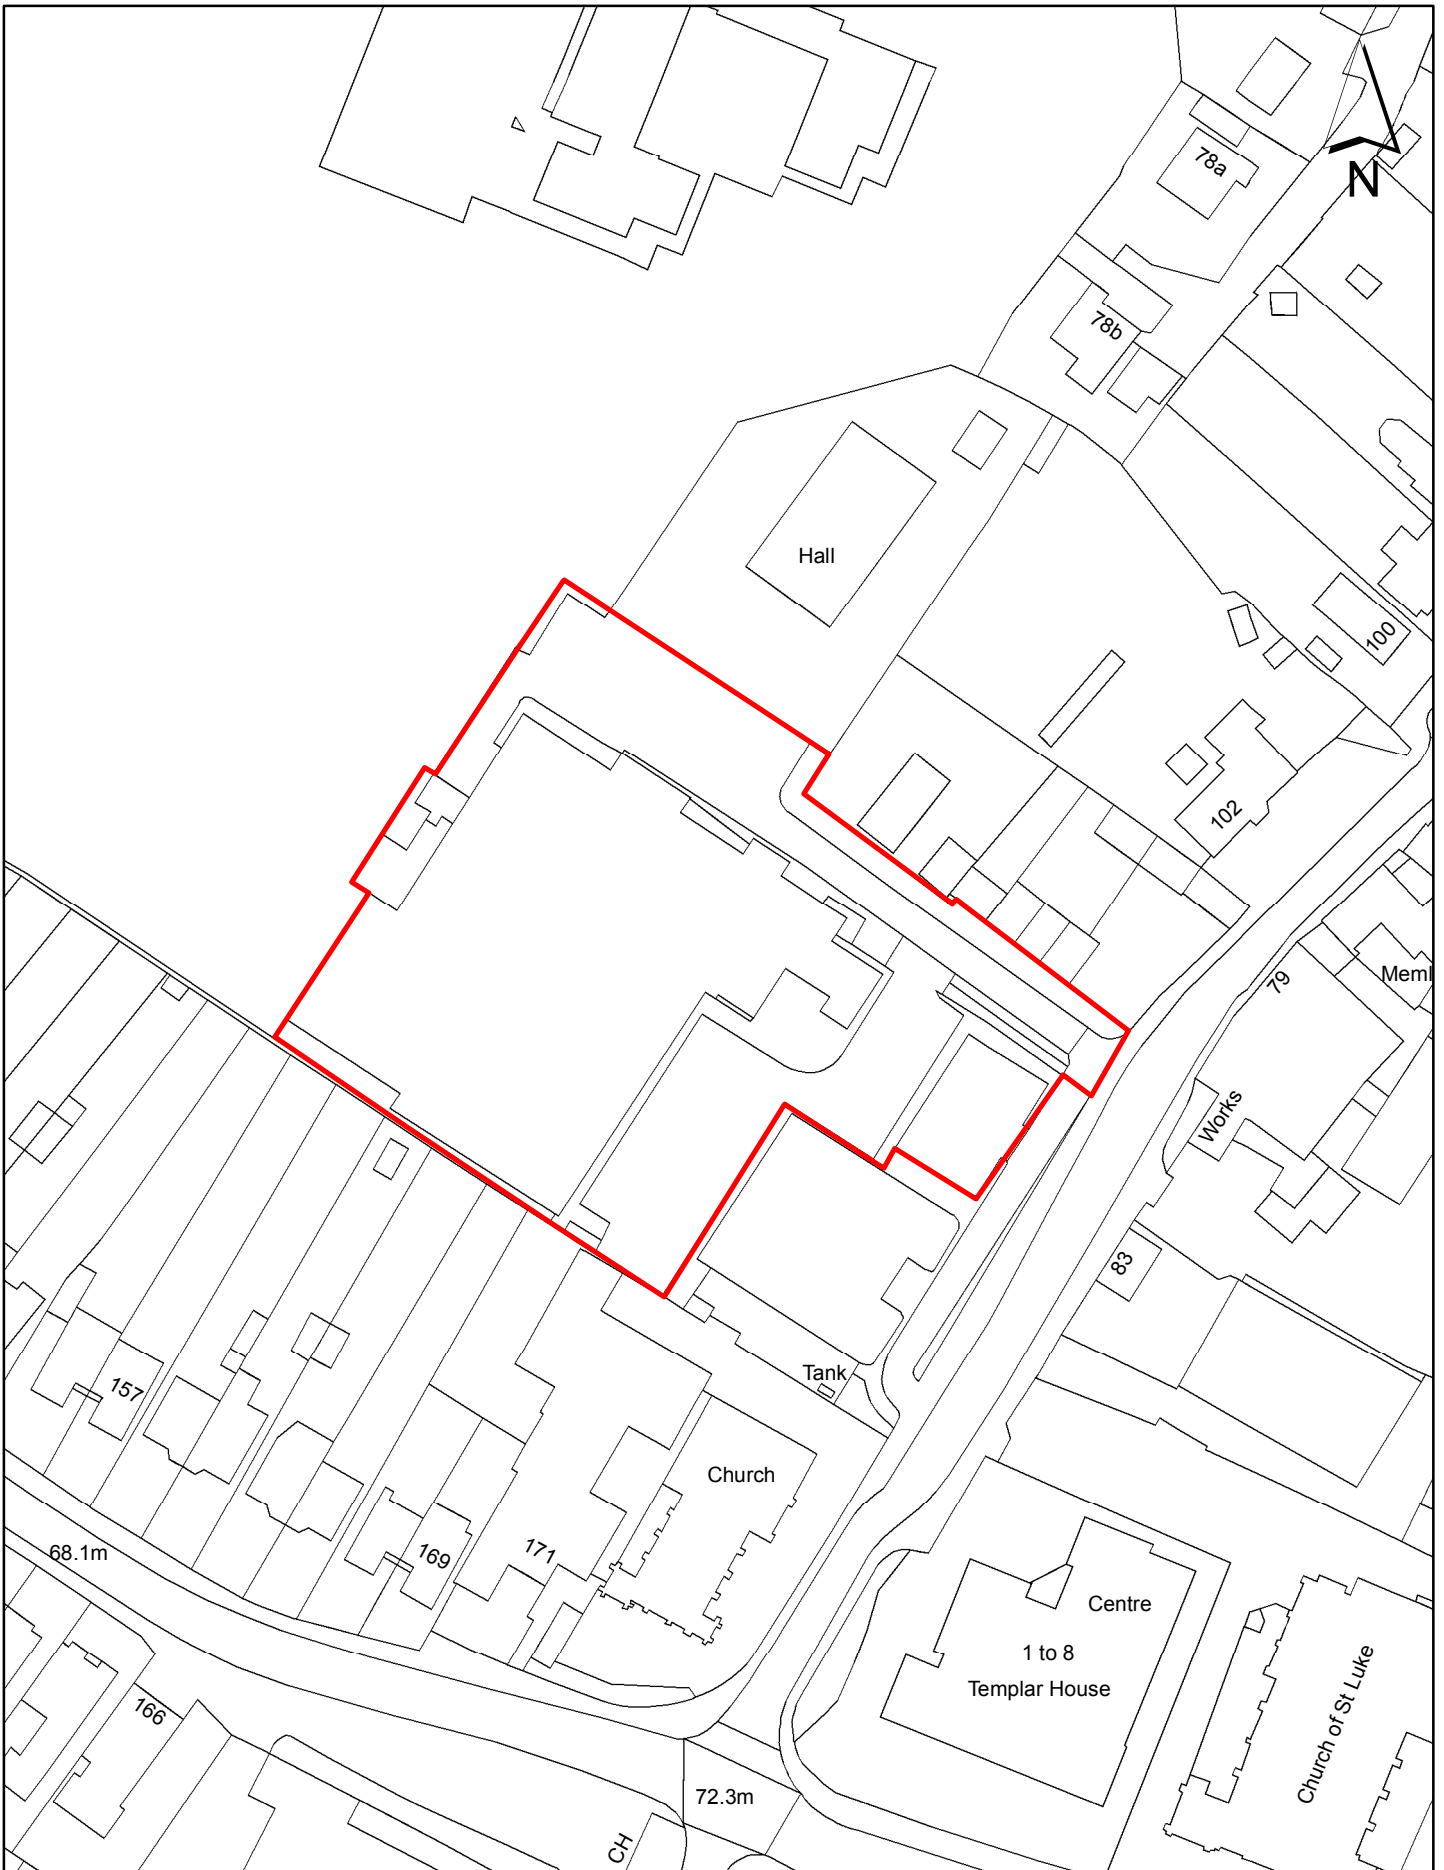 78a
N
78b
Hall
100
102
Meml
79
Works
83
Tank
157
Church
68.1m
169
171
Centre
1 to 8
Templar House
Church of St Luke
166
72.3m
CH